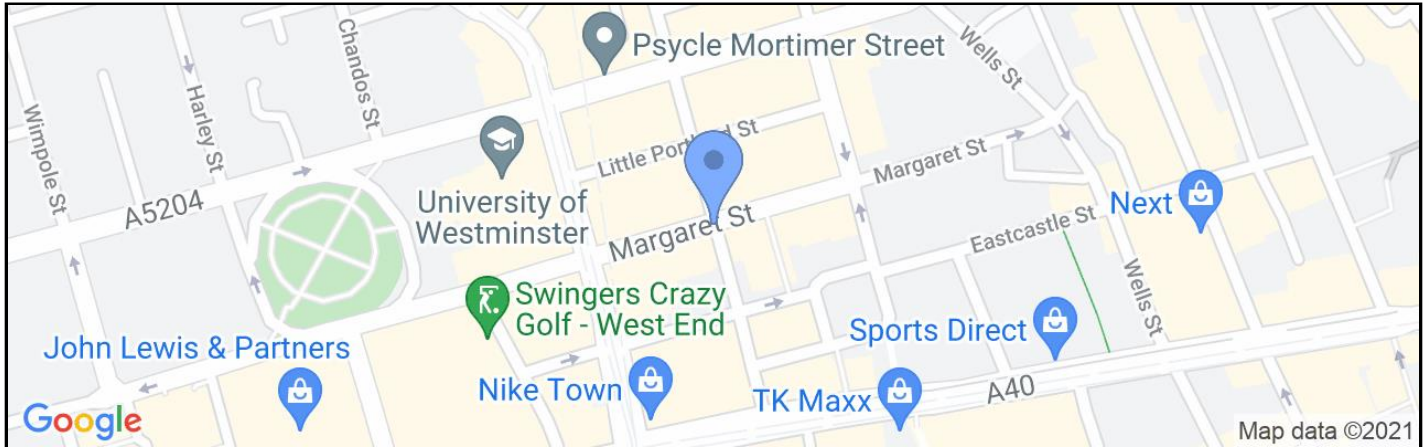 Psycle Mortimer Street
Wells St
Chandos St
Harley St
Wimpole St
Little Portland St
Margaret St
University of
Westminster
A5204
Next
Margaret St
Eastcastle St
Wells St
Swingers Crazy
Golf - West End
Sports Direct
John Lewis & Partners
Nike Town
TK Maxx
A40
Google
Map data ©2021